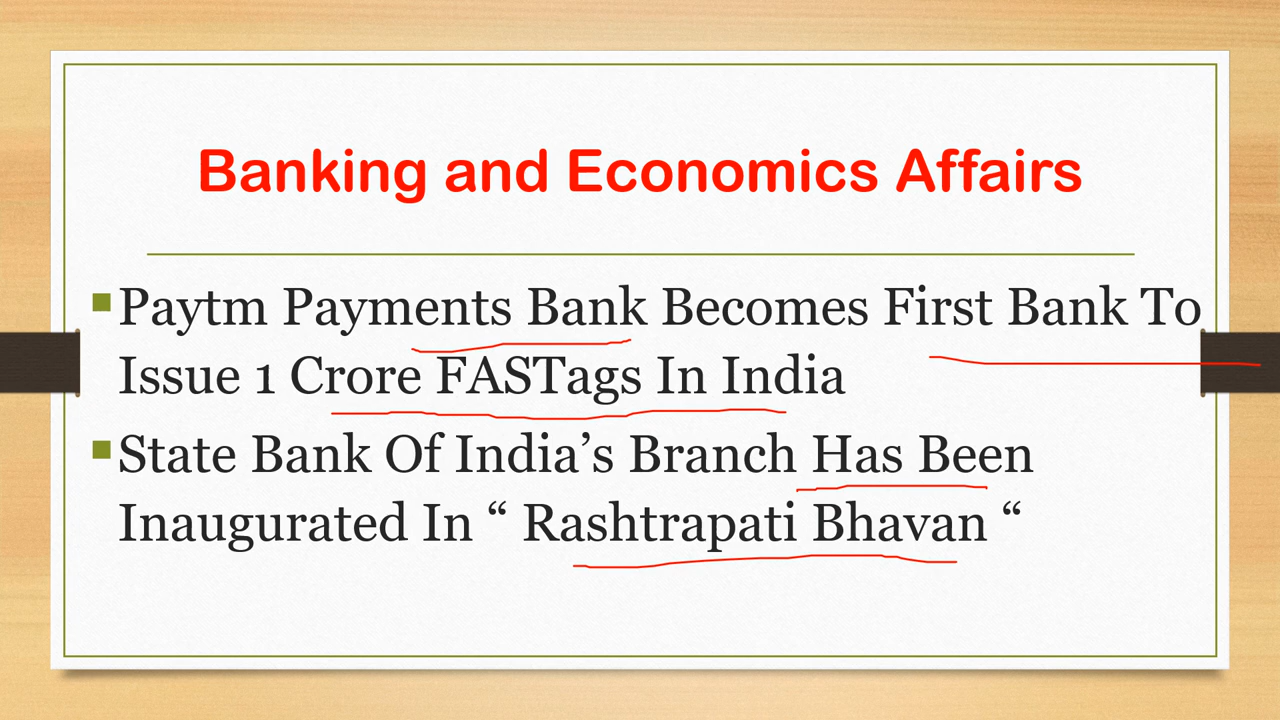 Banking and Economics Affairs
Paytm Payments Bank Becomes First Bank To
Issue 1 Crore FASTags In India
State Bank Of India’s Branch Has Been
Inaugurated In “ Rashtrapati Bhavan “